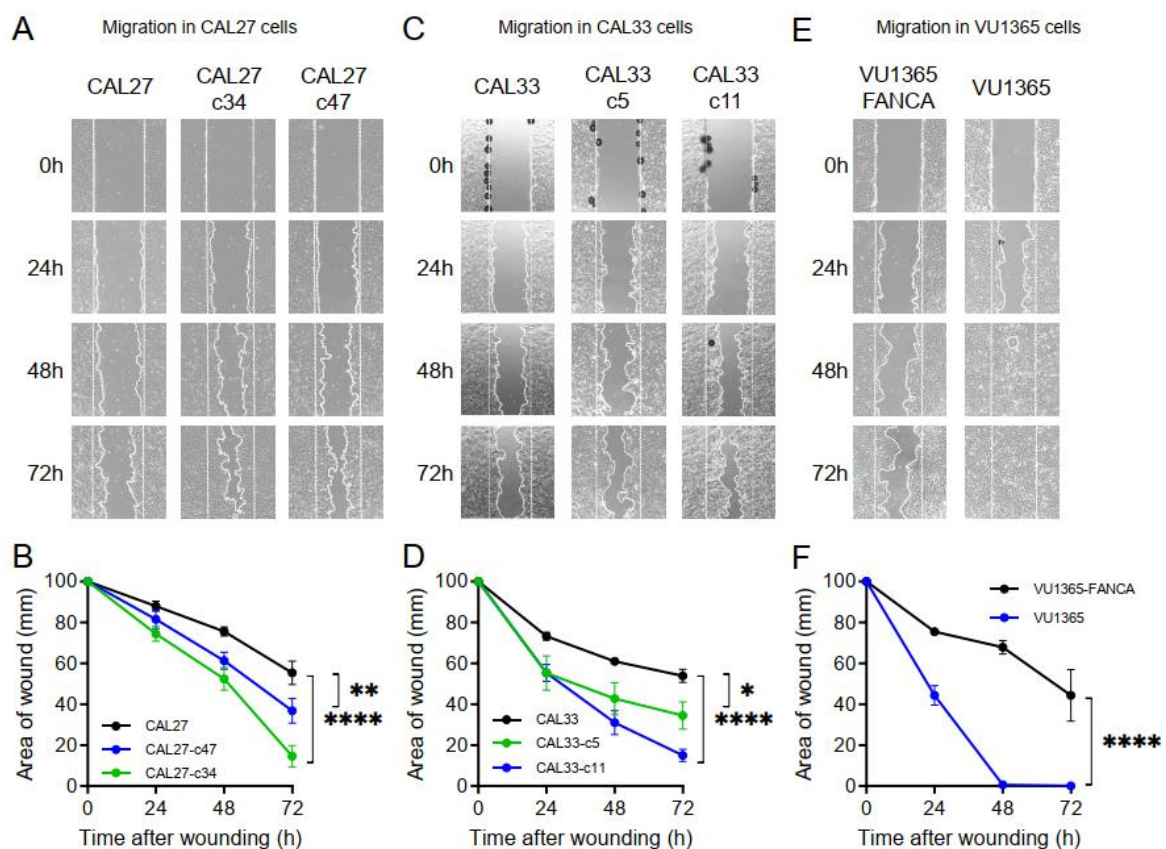 A
Migration in CAL27 cells
CAL27
CAL27
c34
CAL27
c47
0h
24h
48h
72h
C
Migration in CAL33 cells
CAL33
CAL33
c5
CAL33
c11
0h
24h
48h
72h
E
Migration in VU1365 cells
VU1365
FANCA
VU1365
0h
24h
48h
72h
B
Area of wound (mm)
100
80
60
40
20
0
0 24 48 72
Time after wounding (h)
CAL27
CAL27-c47
CAL27-c34
**
****
D
Area of wound (mm)
100
80
60
40
20
0
0 24 48 72
Time after wounding (h)
CAL33
CAL33-c5
CAL33-c11
*
****
F
Area of wound (mm)
100
80
60
40
20
0
0 24 48 72
Time after wounding (h)
VU1365-FANCA
VU1365
****